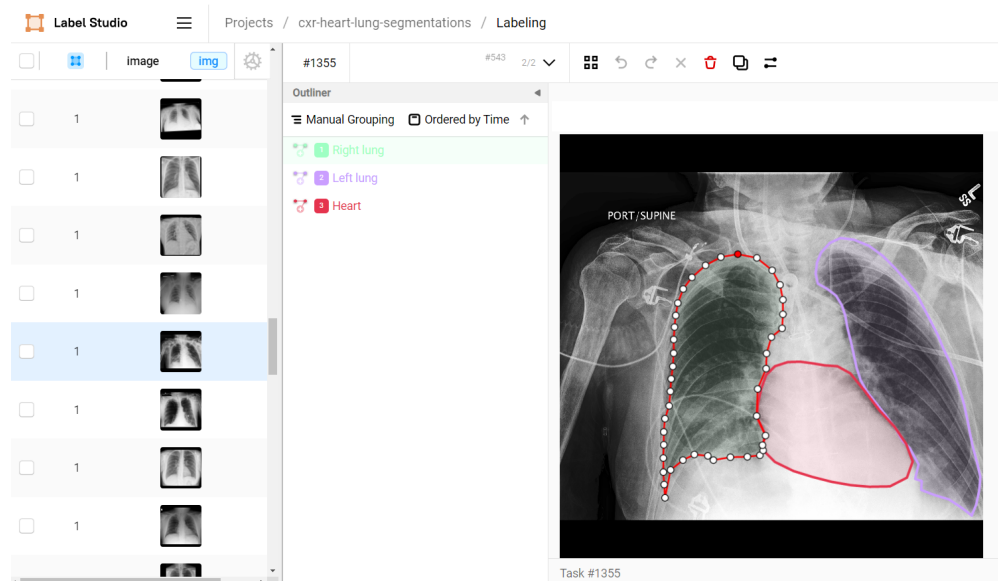 Label Studio
Projects / cxr-heart-lung-segmentations / Labeling
image img
#1355
#543
2/2
Outliner
Manual Grouping Ordered by Time
1 Right lung
2 Left lung
3 Heart
1
1
1
1
1
1
1
1
PORT/SUPINE
SS
Task #1355